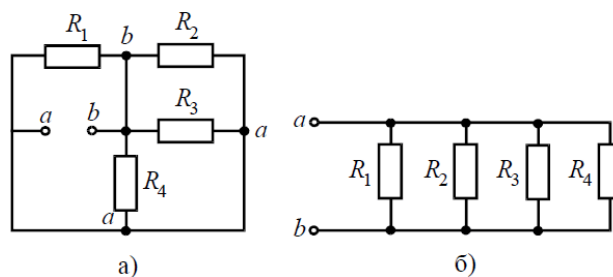 R1 b R2
a b R3 a
R4
a
а)
a
R1 R2 R3 R4
b
б)